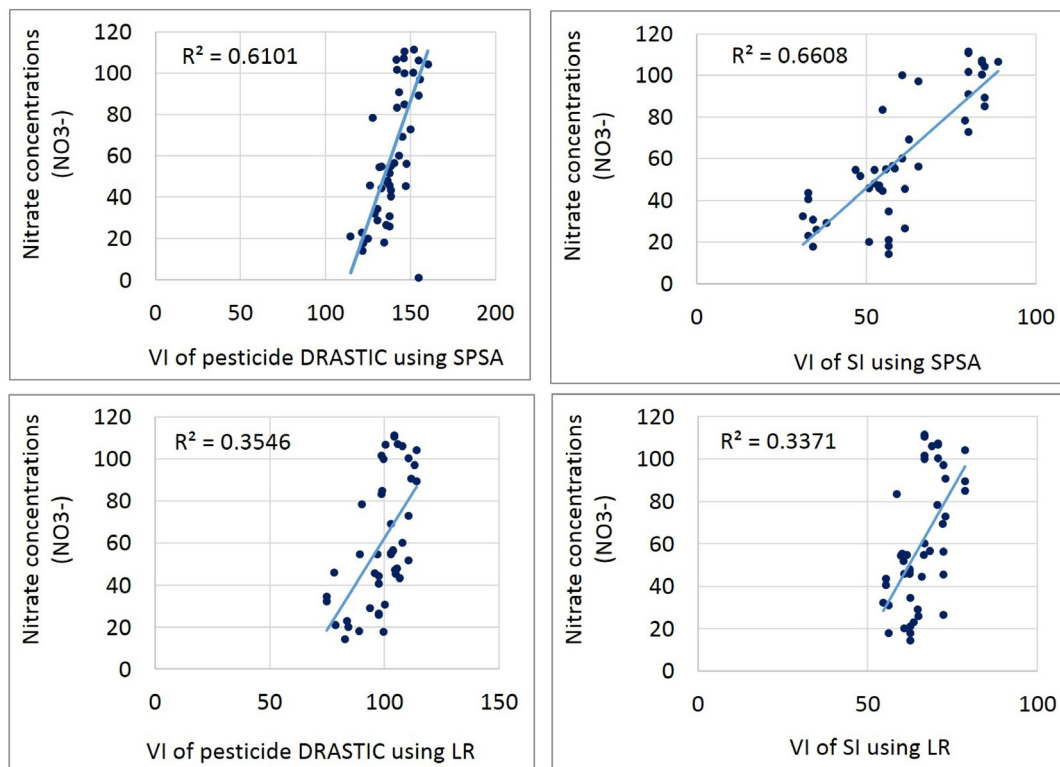 Nitrate concentrations
(NO3-)
120
100
80
60
40
20
0
R² = 0.6101
0 50 100 150 200
VI of pesticide DRASTIC using SPSA
Nitrate concentrations
(NO3-)
120
100
80
60
40
20
0
R² = 0.6608
0 50 100
VI of SI using SPSA
Nitrate concentrations
(NO3-)
120
100
80
60
40
20
0
R² = 0.3546
0 50 100 150
VI of pesticide DRASTIC using LR
Nitrate concentrations
(NO3-)
120
100
80
60
40
20
0
R² = 0.3371
0 50 100
VI of SI using LR